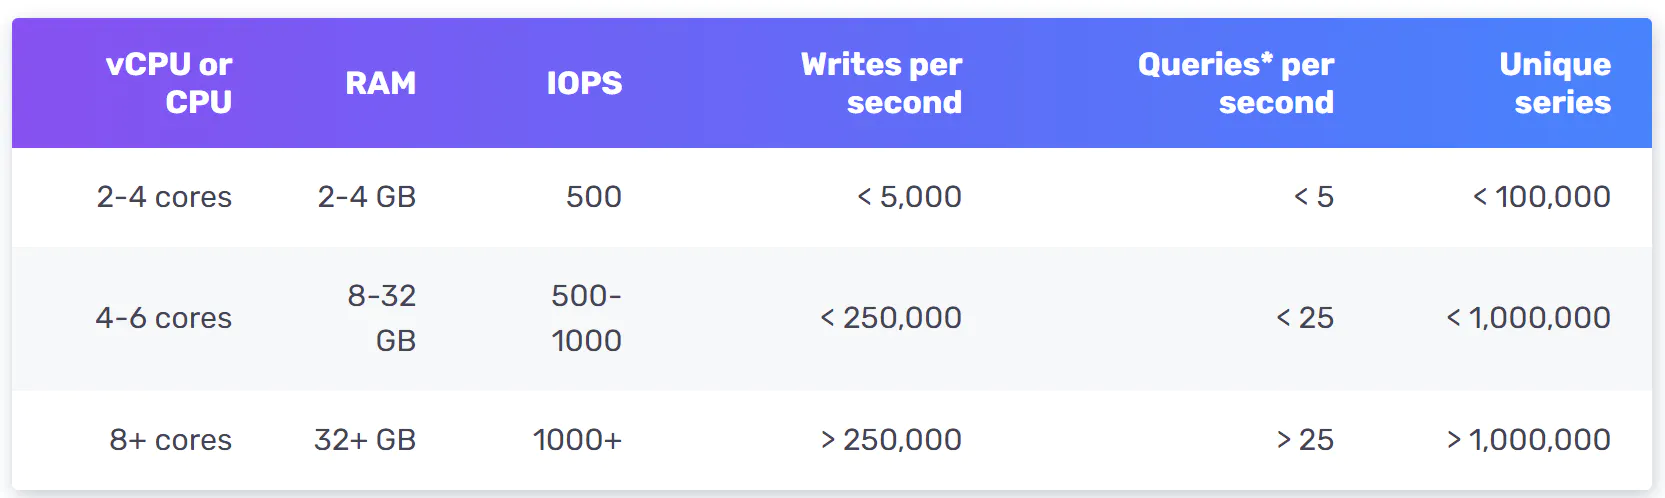 vCPU or CPU RAM IOPS Writes per second Queries* per second Unique series
2-4 cores 2-4 GB 500 < 5,000 < 5 < 100,000
4-6 cores 8-32 GB 500-1000 < 250,000 < 25 < 1,000,000
8+ cores 32+ GB 1000+ > 250,000 > 25 > 1,000,000